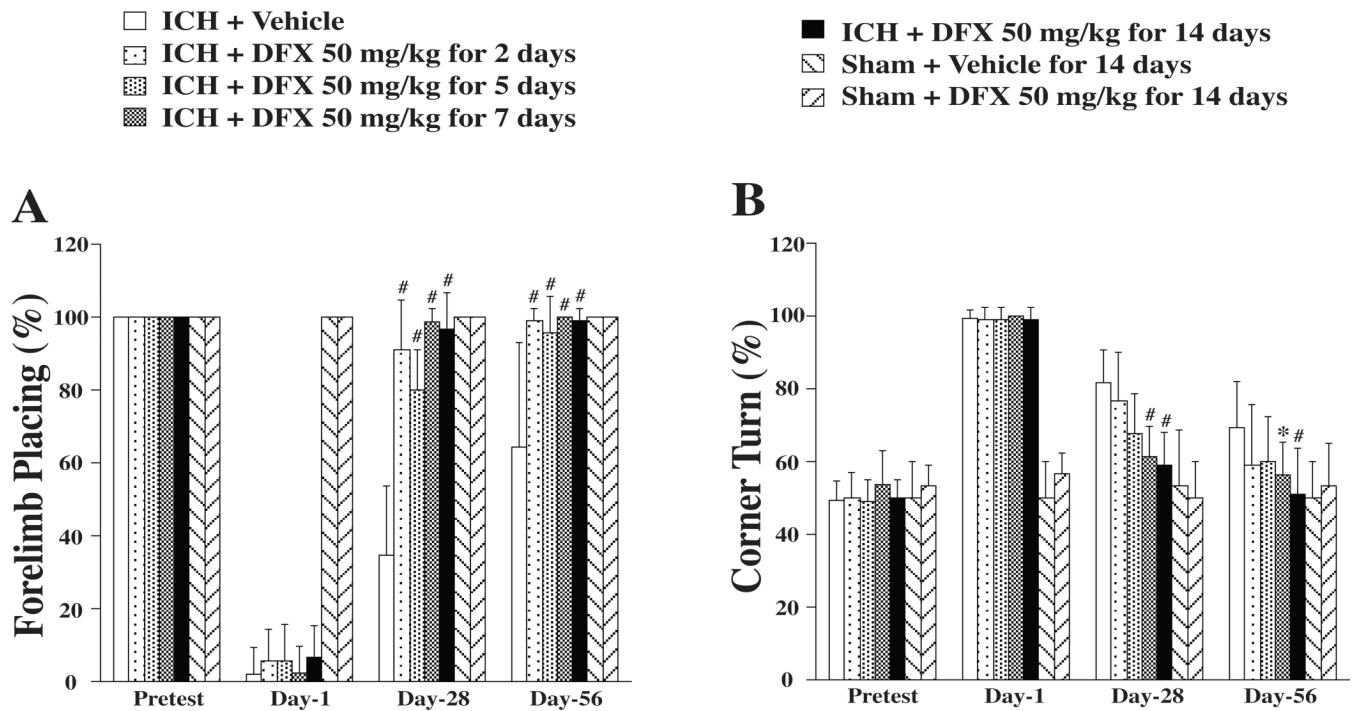 ICH + Vehicle
ICH + DFX 50 mg/kg for 2 days
ICH + DFX 50 mg/kg for 5 days
ICH + DFX 50 mg/kg for 7 days
ICH + DFX 50 mg/kg for 14 days
Sham + Vehicle for 14 days
Sham + DFX 50 mg/kg for 14 days
A
Forelimb Placing (%)
120
100
80
60
40
20
0
# # # #
# # # #
Pretest Day-1 Day-28 Day-56
B
Corner Turn (%)
120
100
80
60
40
20
0
# #
* #
Pretest Day-1 Day-28 Day-56